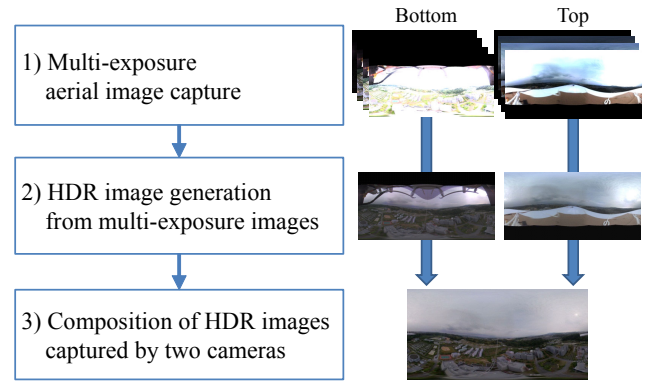 Bottom
Top
1) Multi-exposure
aerial image capture
2) HDR image generation
from multi-exposure images
3) Composition of HDR images
captured by two cameras